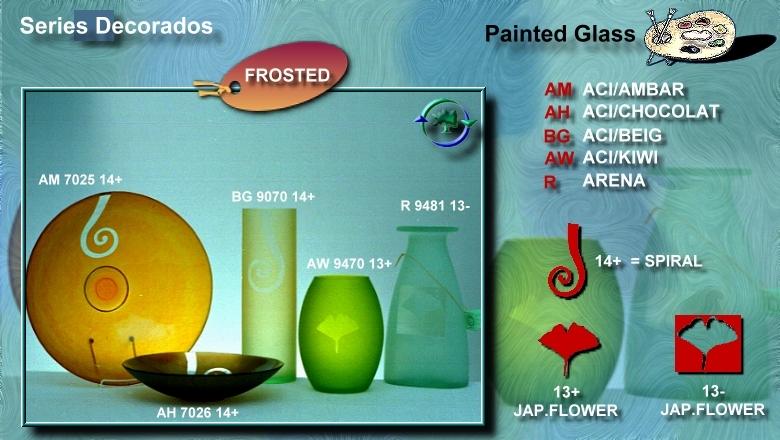 Series Decorados
Painted Glass
FROSTED
AM ACI/AMBAR
AH ACI/CHOCOLAT
BG ACI/BEIG
AW ACI/KIWI
R ARENA
AM 7025 14+
BG 9070 14+
R 9481 13-
AW 9470 13+
AH 7026 14+
14+ = SPIRAL
13+
JAP.FLOWER
13-
JAP.FLOWER